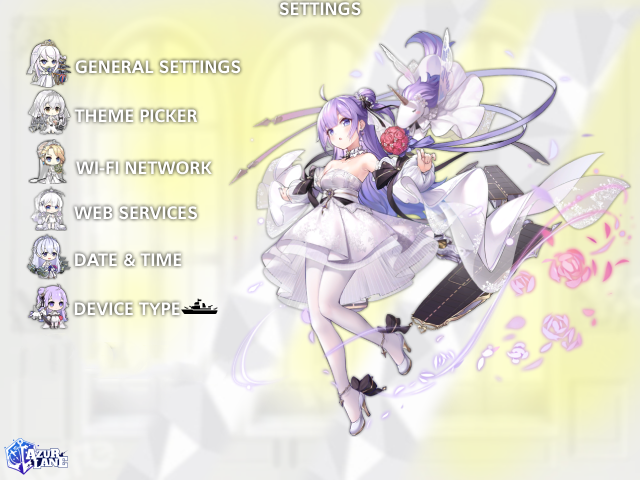 SETTINGS
GENERAL SETTINGS
THEME PICKER
WI-FI NETWORK
WEB SERVICES
DATE & TIME
DEVICE TYPE
AZUR
LANE